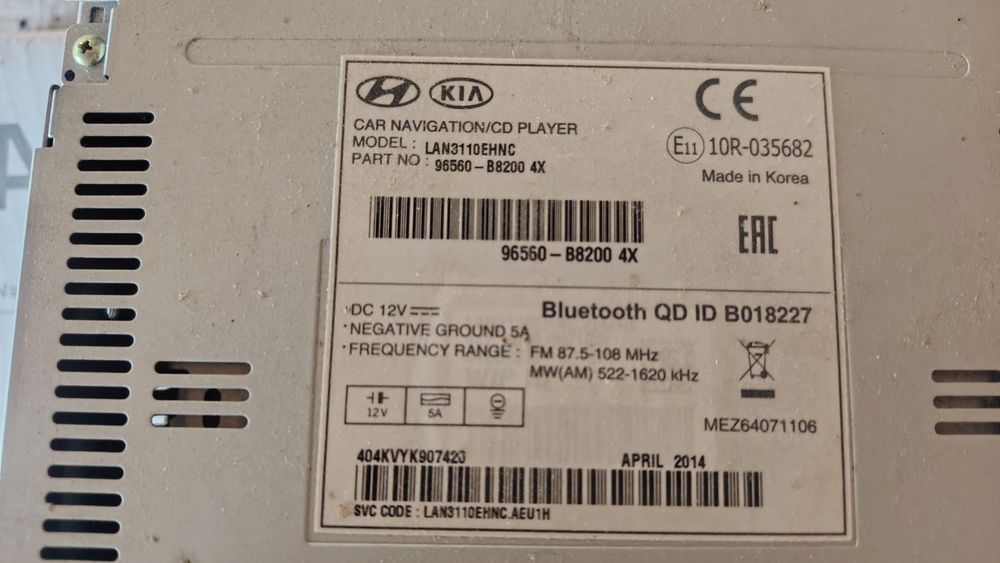 HYUNDAI KIA
CE
CAR NAVIGATION/CD PLAYER
MODEL : LAN3110EHNC
PART NO : 96560-B8200 4X
E11 10R-035682
Made in Korea
EAC
96560-B8200 4X
DC 12V
NEGATIVE GROUND 5A
FREQUENCY RANGE : FM 87.5-108 MHz
MW(AM) 522-1620 kHz
Bluetooth QD ID B018227
12V 5A
MEZ64071106
404KVYK907423
APRIL 2014
SVC CODE : LAN3110EHNC.AEU1H